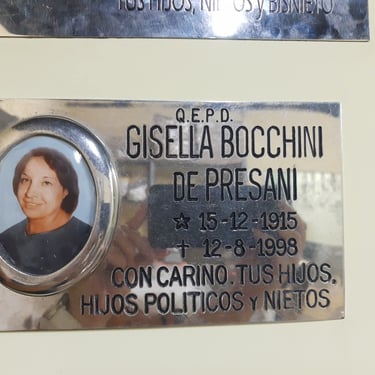 TUS HIJOS, NIETOS y BISNIETO
Q.E.P.D.
GISELLA BOCCHINI
DE PRESANI
☆ 15-12-1915
✝ 12-8-1998
CON CARINO. TUS HIJOS.
HIJOS POLITICOS y NIETOS